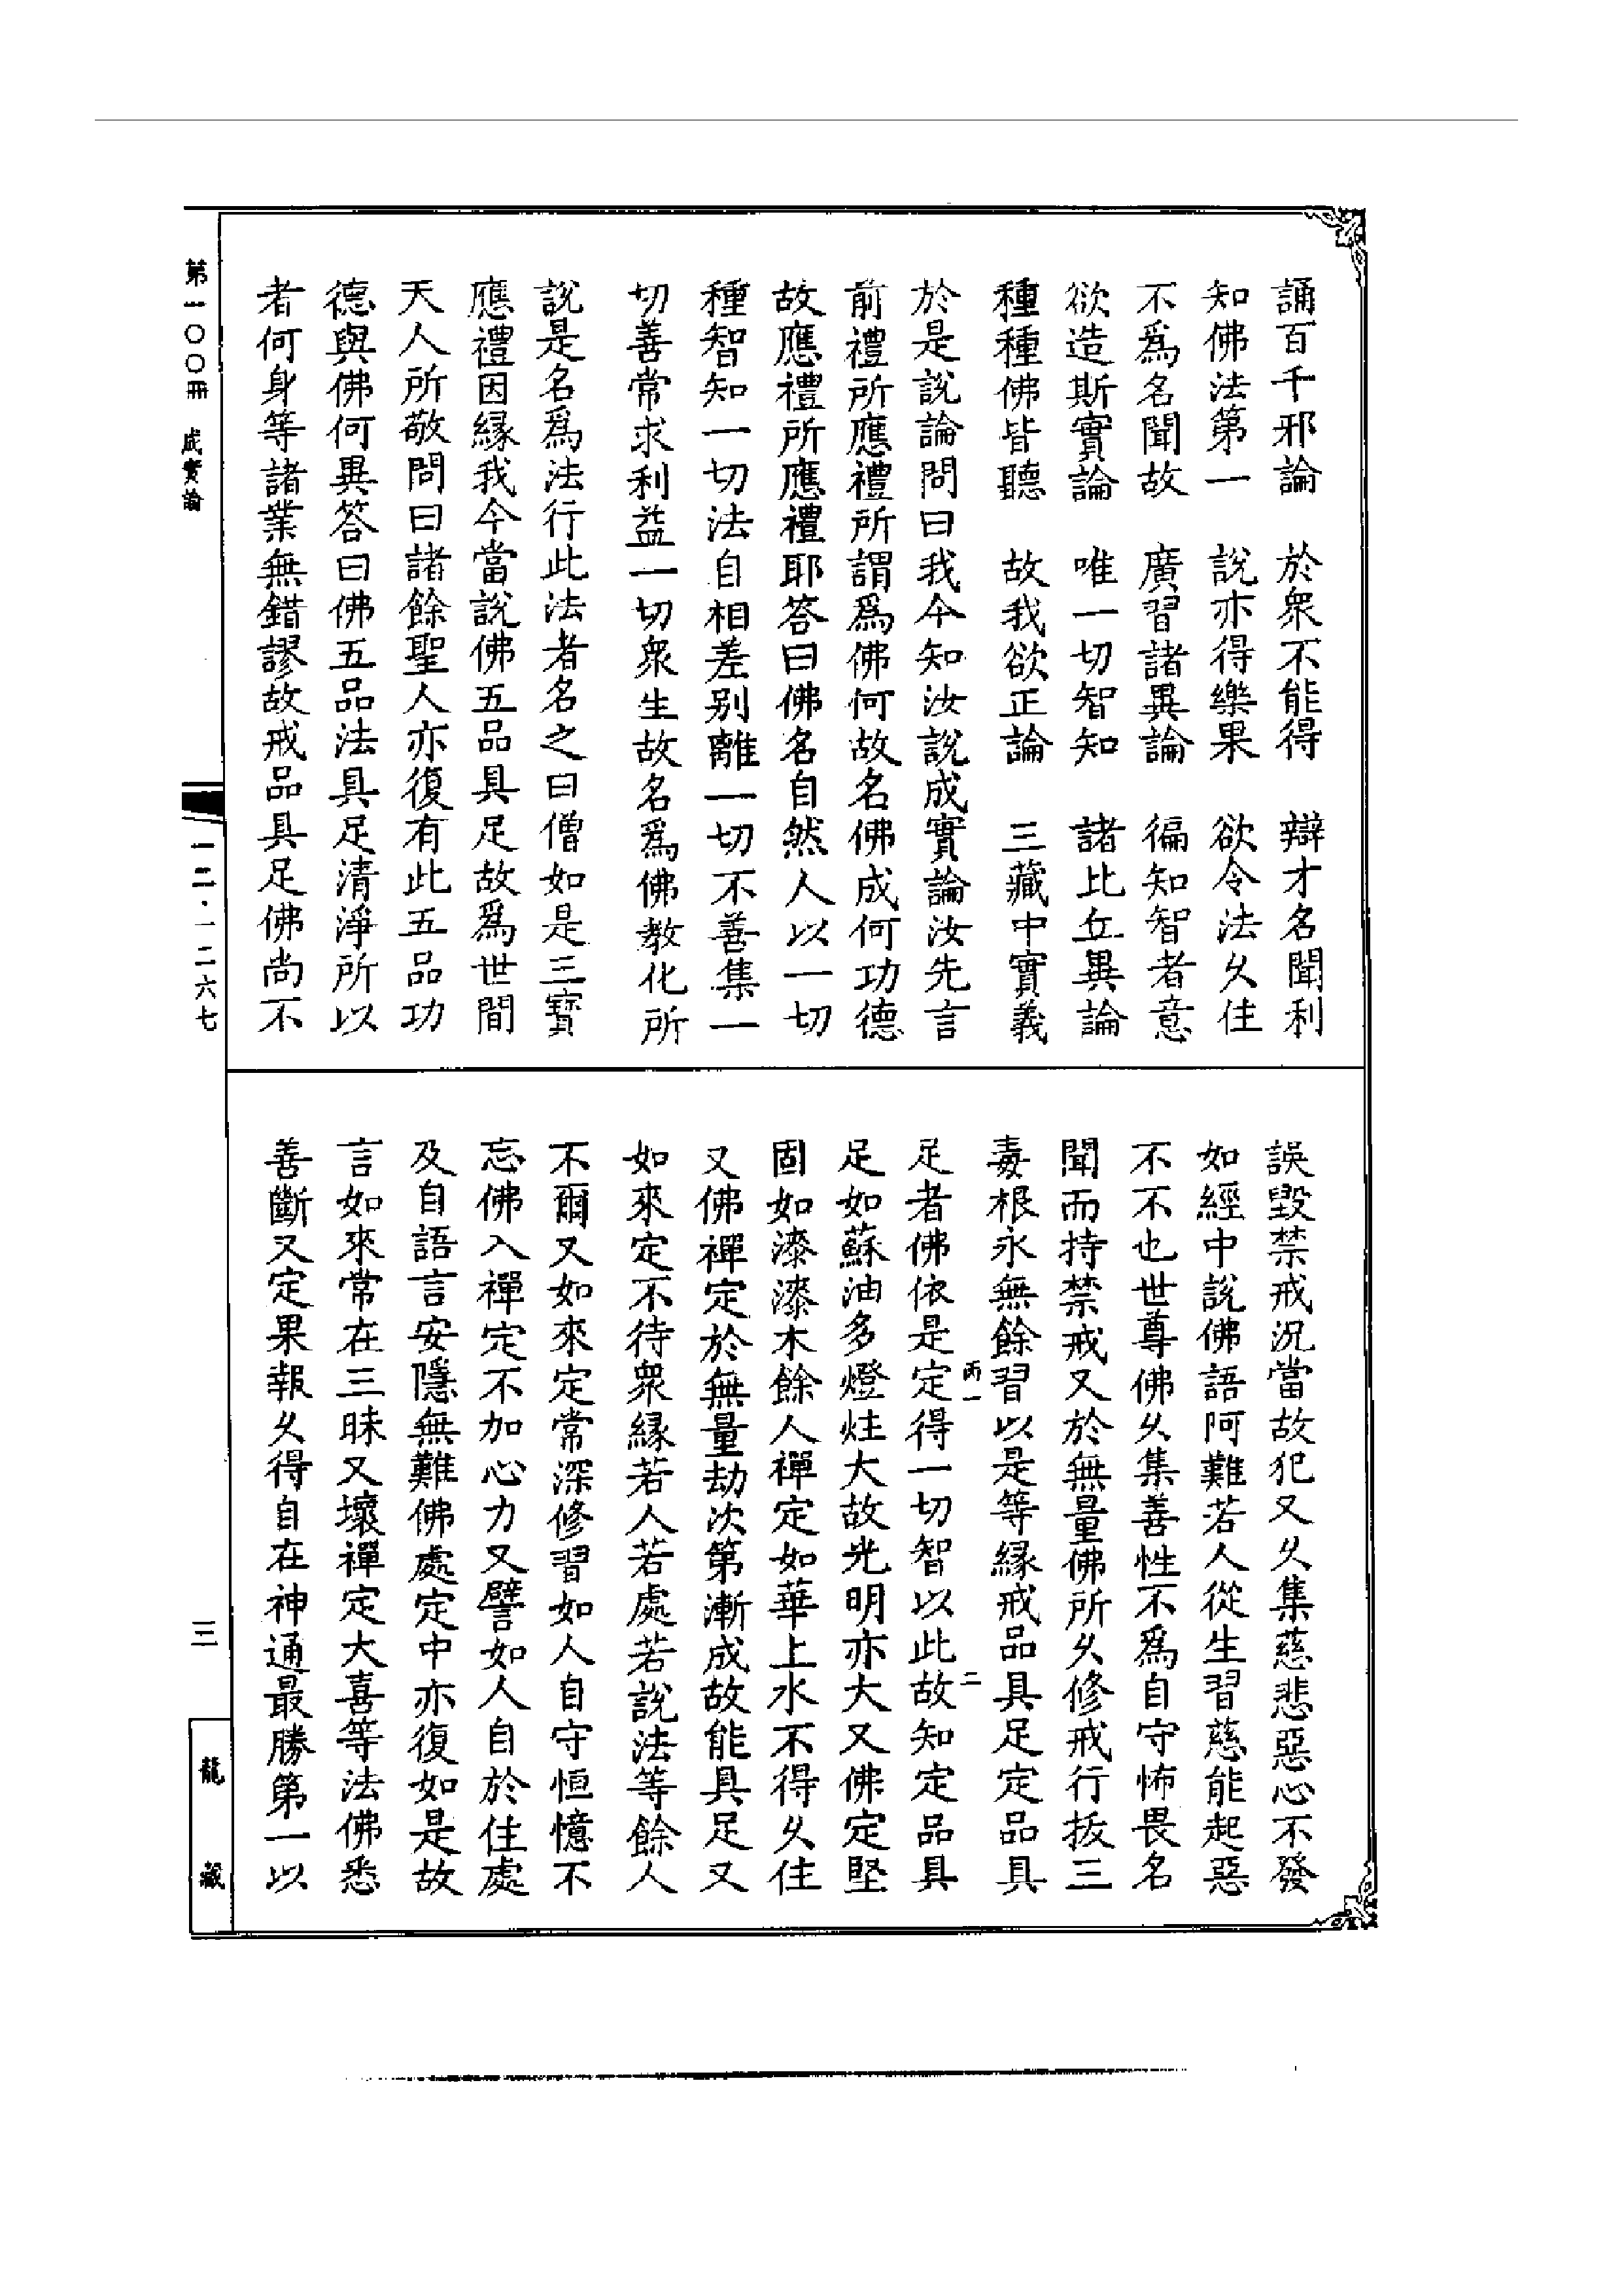 誦百千邪論　於衆不能得　辯才名聞利
知佛法第一　說亦得樂果　欲令法久住
不爲名聞故　廣習諸異論　徧知智者意
欲造斯實論　唯一切智知　諸比丘異論
種種佛皆聽　故我欲正論　三藏中實義
於是說論問曰我今知汝說成實論汝先言
前禮所應禮所謂爲佛何故名佛成何功德
故應禮所應禮耶答曰佛名自然人以一切
種智知一切法自相差别離一切不善集一
切善常求利益一切衆生故名爲佛教化所
說是名爲法行此法者名之曰僧如是三寶
應禮因緣我今當說佛五品具足故爲世間
天人所敬問曰諸餘聖人亦復有此五品功
德與佛何異答曰佛五品法具足清淨所以
者何身等諸業無錯謬故戒品具足佛尚不
誤毀禁戒況當故犯又久集慈悲惡心不發
如經中說佛語阿難若人從生習慈能起惡
不不也世尊佛久集善性不爲自守怖畏名
聞而持禁戒又於無量佛所久修戒行拔三
毒根永無餘習以是等緣戒品具足定品具
丙一　二
足者佛依是定得一切智以此故知定品具
足如蘇油多燈炷大故光明亦大又佛定堅
固如漆漆木餘人禪定如華上水不得久住
又佛禪定於無量劫次第漸成故能具足又
如來定不待衆緣若人若處若說法等餘人
不爾又如來定常深修習如人自守恒憶不
忘佛入禪定不加心力又譬如人自於住處
及自語言安隱無難佛處定中亦復如是故
言如來常在三昧又壞禪定大喜等法佛悉
善斷又定果報久得自在神通最勝第一以
第一〇〇冊　成實論
一二·一二六七
三
龍藏